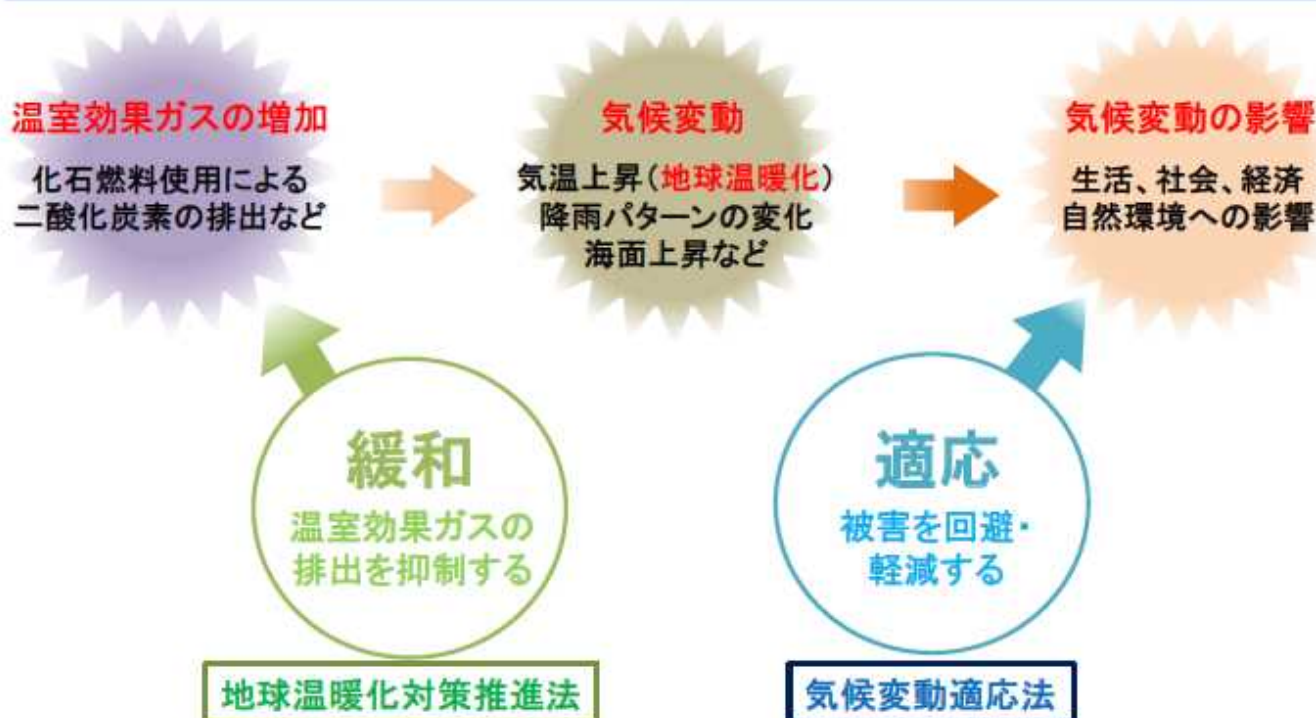 温室効果ガスの増加
化石燃料使用による
二酸化炭素の排出など
気候変動
気温上昇(地球温暖化)
降雨パターンの変化
海面上昇など
気候変動の影響
生活、社会、経済
自然環境への影響
緩和
温室効果ガスの
排出を抑制する
適応
被害を回避・
軽減する
地球温暖化対策推進法
気候変動適応法